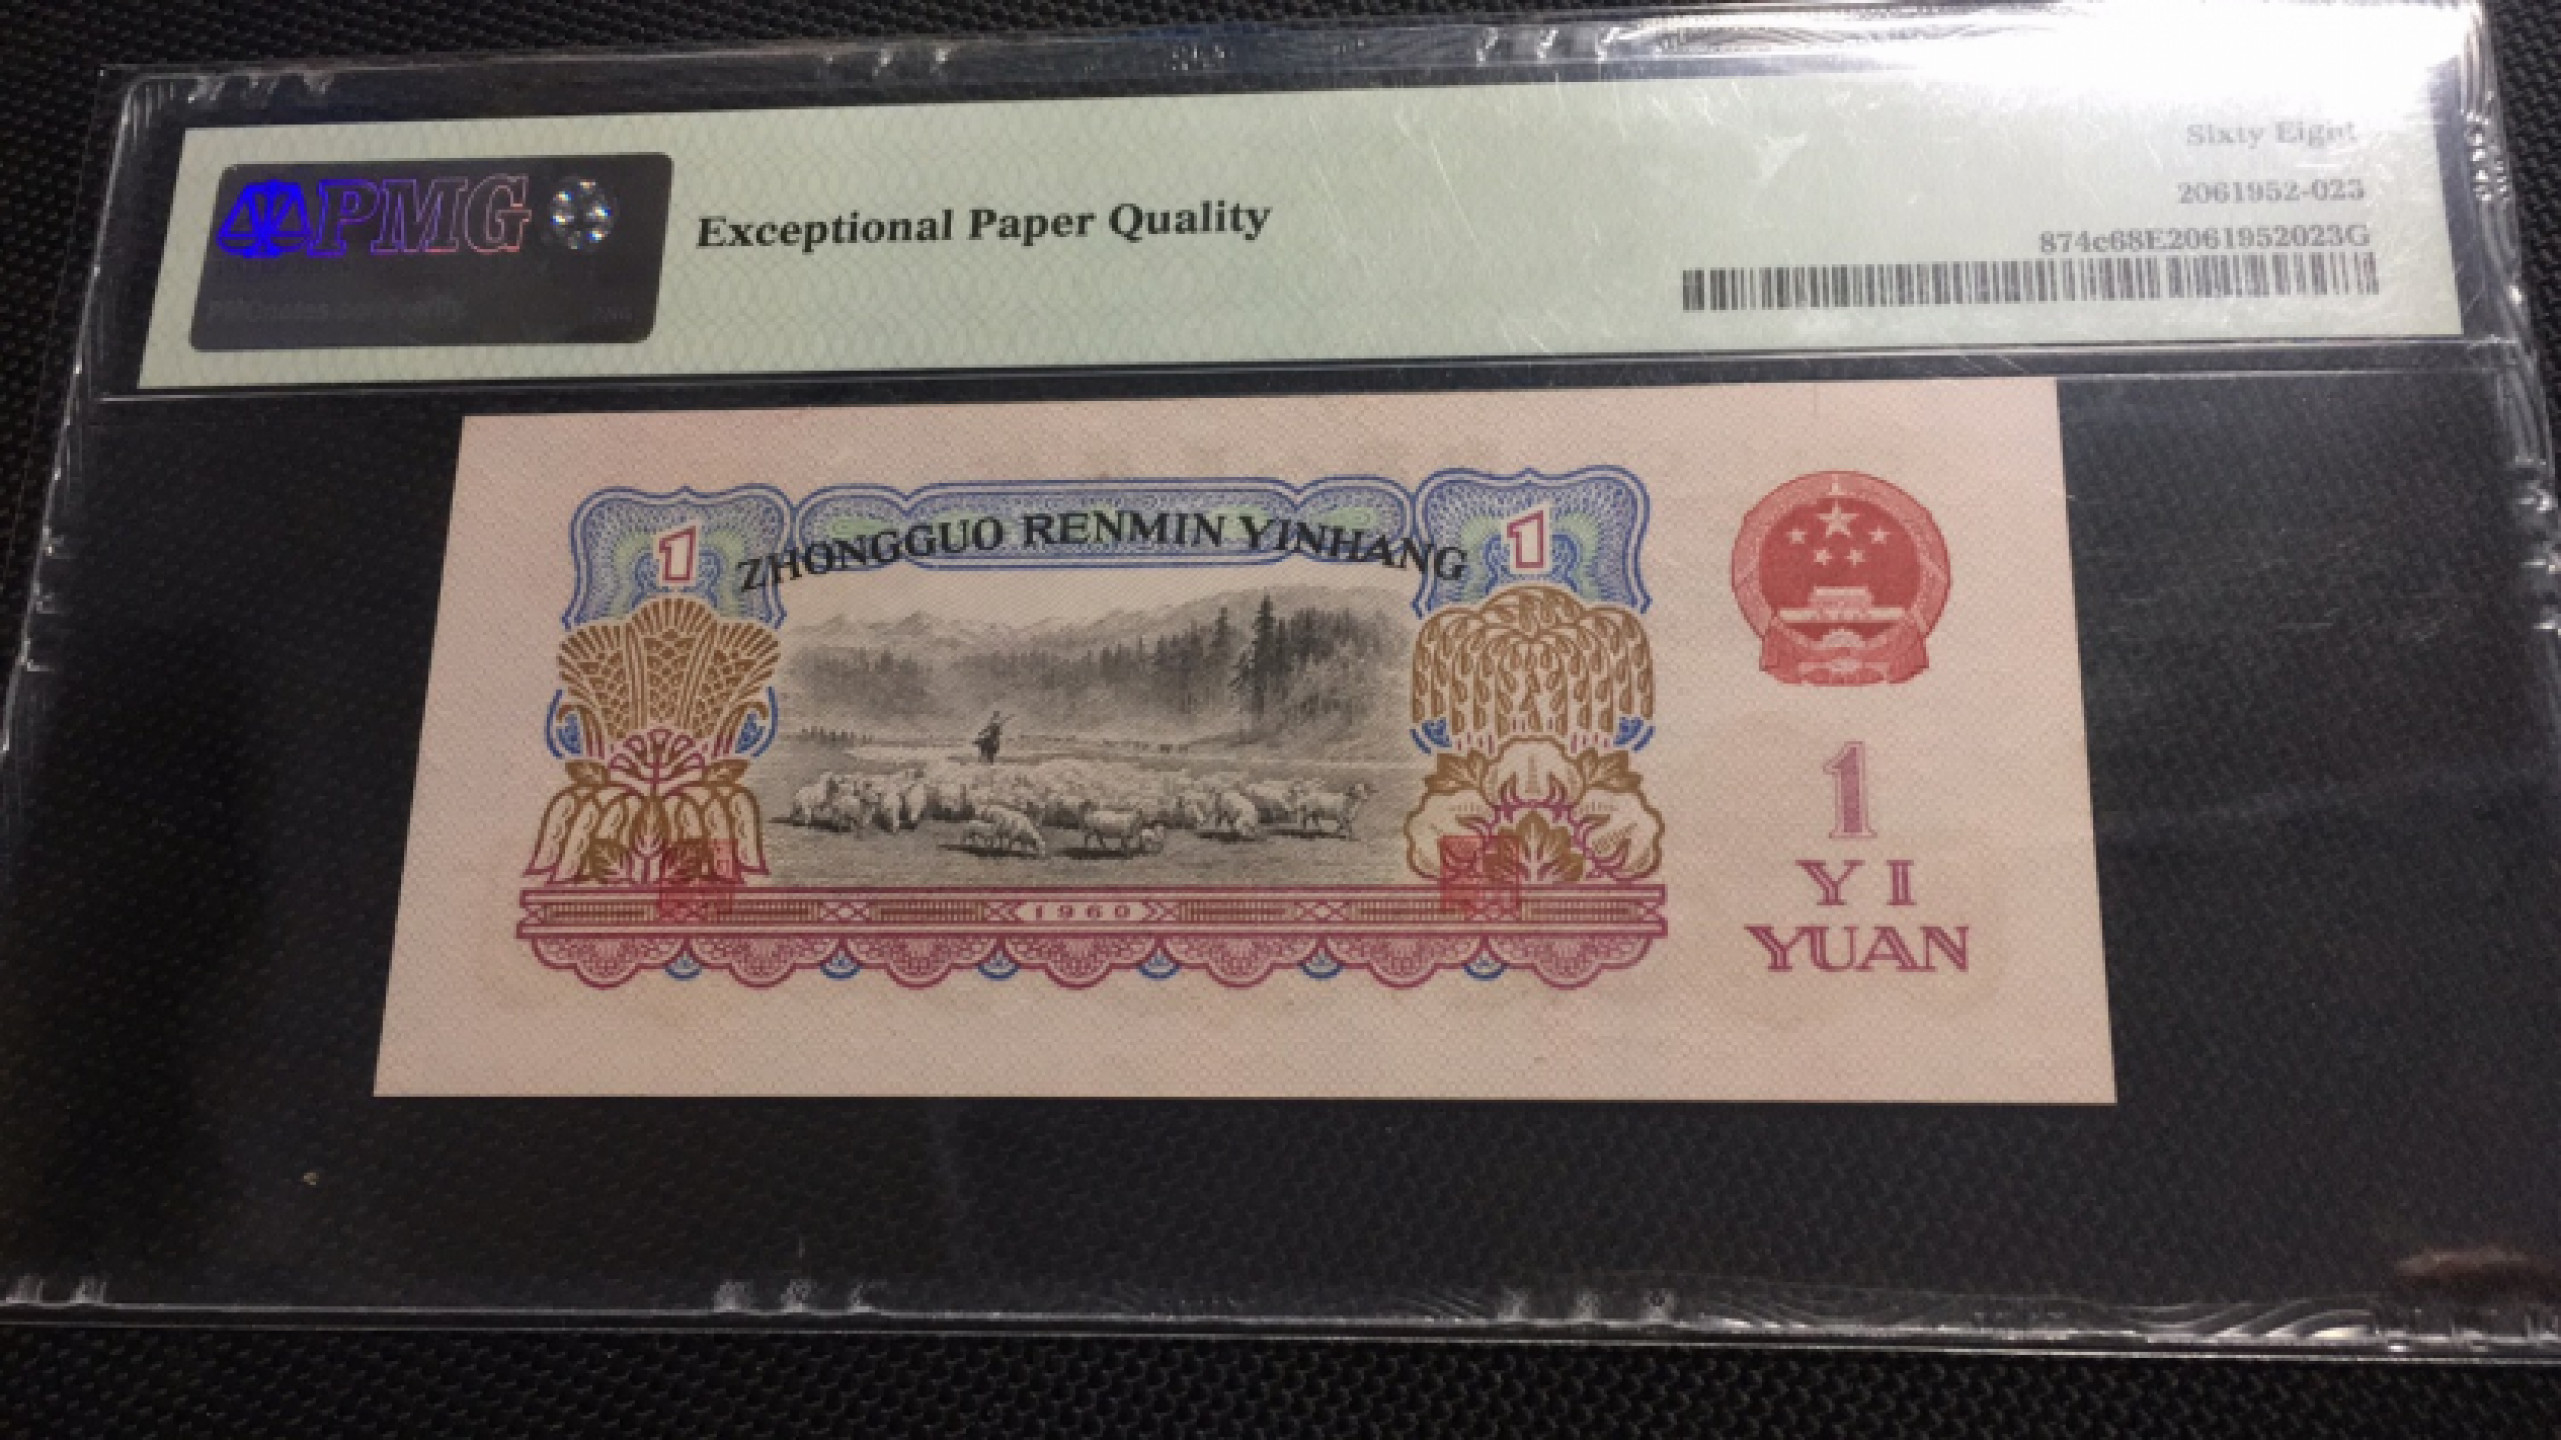 PMG
Exceptional Paper Quality
Sixty Eight
2061952-023
874c68E2061952023G
ZHONGGUO RENMIN YINHANG
1
1
1960
1
YI
YUAN